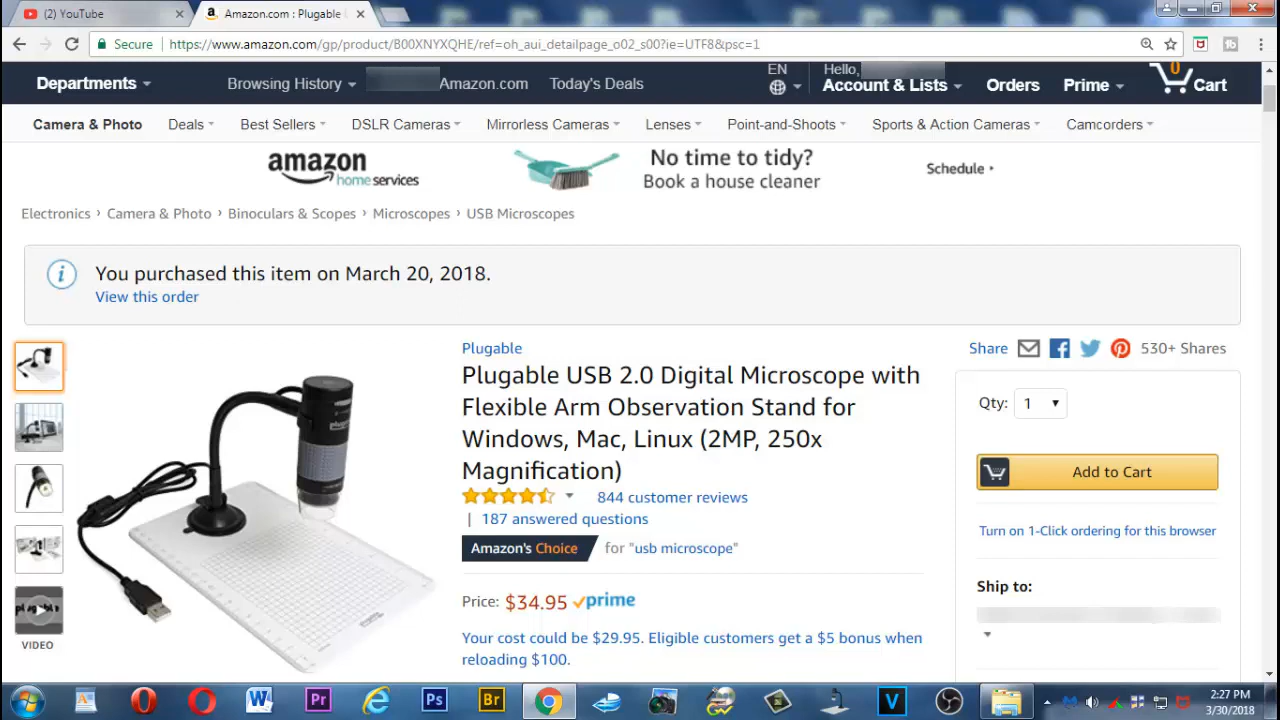 (2) YouTube
Amazon.com : Plugable
Secure
https://www.amazon.com/gp/product/B00XNYXQHE/ref=oh_aui_detailpage_o02_s00?ie=UTF8&psc=1
Departments
Browsing History
Amazon.com
Today's Deals
EN
Hello,
Account & Lists
Orders
Prime
0
Cart
Camera & Photo
Deals
Best Sellers
DSLR Cameras
Mirrorless Cameras
Lenses
Point-and-Shoots
Sports & Action Cameras
Camcorders
amazon
home services
No time to tidy?
Book a house cleaner
Schedule
Electronics › Camera & Photo › Binoculars & Scopes › Microscopes › USB Microscopes
You purchased this item on March 20, 2018.
View this order
Plugable
Plugable USB 2.0 Digital Microscope with
Flexible Arm Observation Stand for
Windows, Mac, Linux (2MP, 250x
Magnification)
844 customer reviews
| 187 answered questions
Amazon's Choice for "usb microscope"
Price: $34.95 prime
Your cost could be $29.95. Eligible customers get a $5 bonus when
reloading $100.
Share
530+ Shares
Qty: 1
Add to Cart
Turn on 1-Click ordering for this browser
Ship to:
VIDEO
W
Pr
Ps
Br
V
2:27 PM
3/30/2018